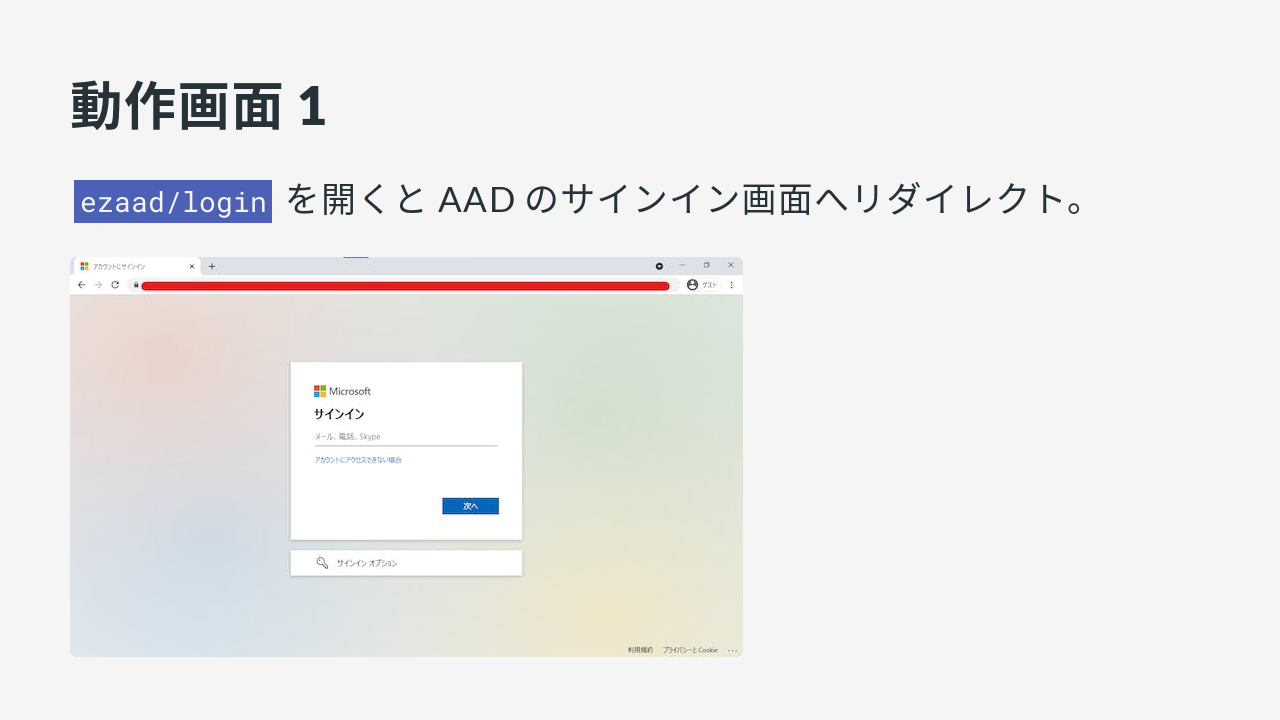 動作画面 1
ezaad/login を開くと AAD のサインイン画面へリダイレクト。
アカウントにサインイン
ゲスト
Microsoft
サインイン
メール、電話、Skype
アカウントにアクセスできない場合
次へ
サインイン オプション
利用規約 プライバシーと Cookie ...